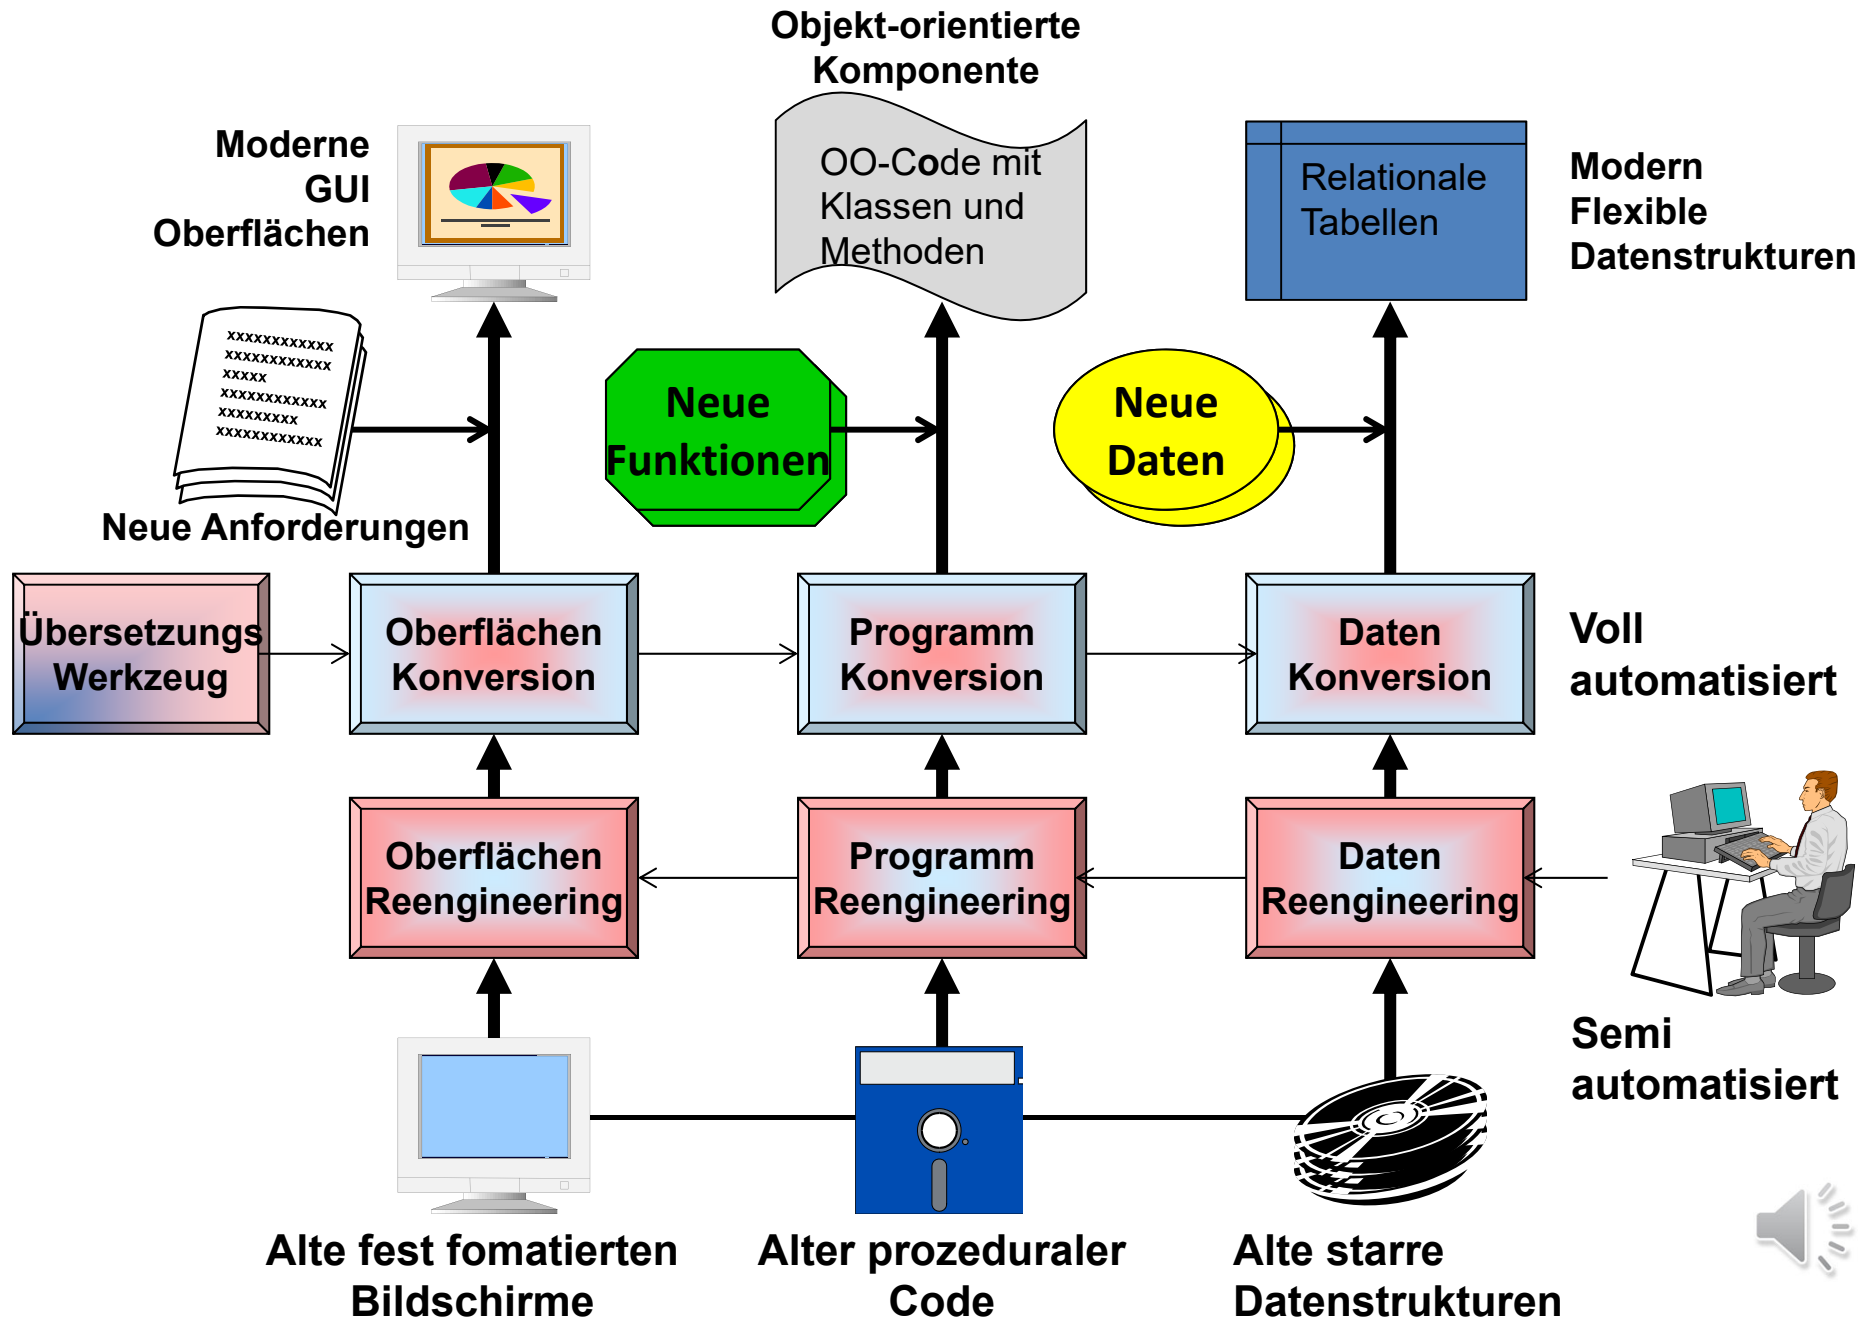 Objekt-orientierte
Komponente
Moderne
GUI
Oberflächen
OO-Code mit
Klassen und
Methoden
Relationale
Tabellen
Modern
Flexible
Datenstrukturen
xxxxxxxxxxxx
xxxxxxxxxxxx
xxxxx
xxxxxxxxxxxx
xxxxxxxxx
xxxxxxxxxxxx
Neue Anforderungen
Neue
Funktionen
Neue
Daten
Übersetzungs
Werkzeug
Oberflächen
Konversion
Programm
Konversion
Daten
Konversion
Voll
automatisiert
Oberflächen
Reengineering
Programm
Reengineering
Daten
Reengineering
Semi
automatisiert
Alte fest fomatierten
Bildschirme
Alter prozeduraler
Code
Alte starre
Datenstrukturen